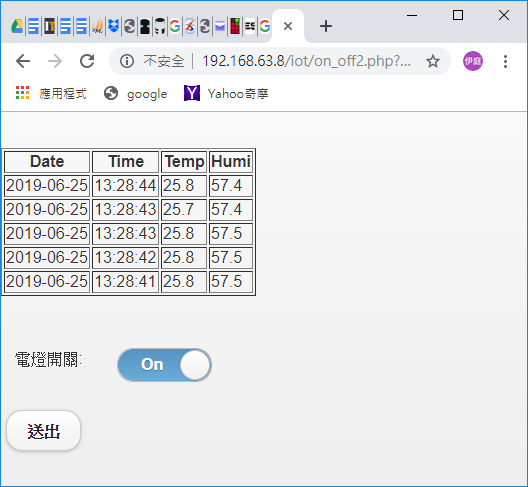 不安全 | 192.168.63.8/iot/on_off2.php?...
伊庭
應用程式 google Yahoo奇摩
Date Time Temp Humi
2019-06-25 13:28:44 25.8 57.4
2019-06-25 13:28:43 25.7 57.4
2019-06-25 13:28:43 25.8 57.5
2019-06-25 13:28:42 25.8 57.5
2019-06-25 13:28:41 25.8 57.5
電燈開關: On
送出